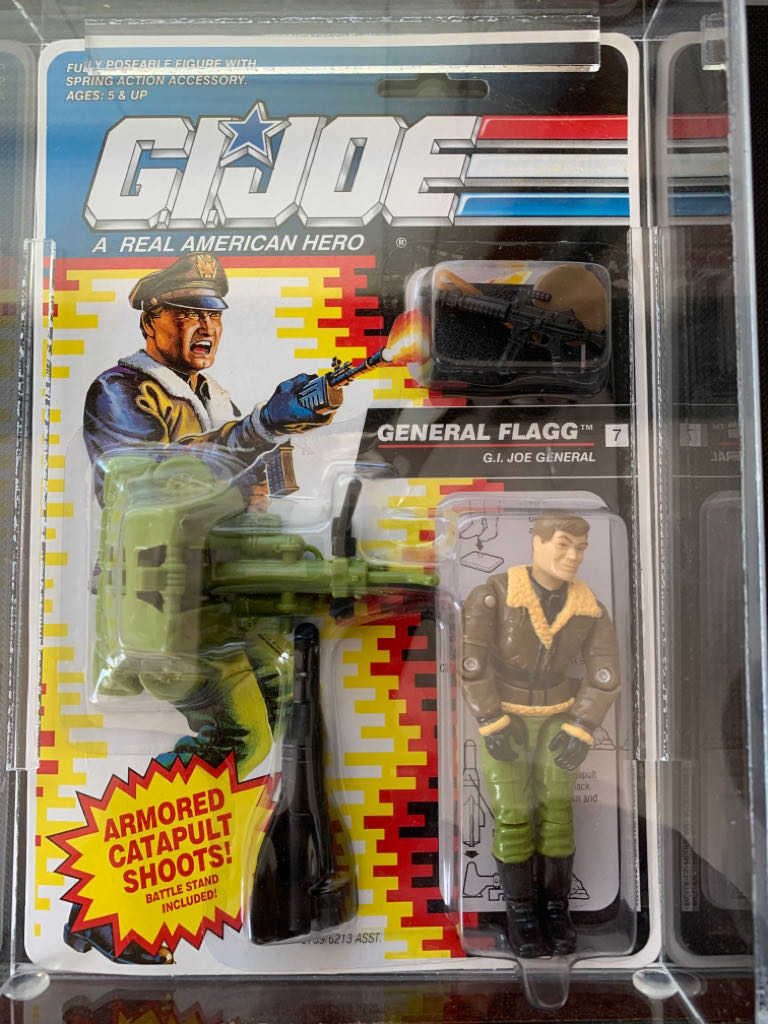 FULLY POSEABLE FIGURE WITH
SPRING ACTION ACCESSORY.
AGES: 5 & UP
G.I.JOE
A REAL AMERICAN HERO ®
GENERAL FLAGG™ 7
G.I. JOE GENERAL
ARMORED
CATAPULT
SHOOTS!
BATTLE STAND
INCLUDED!
/6213 ASST.